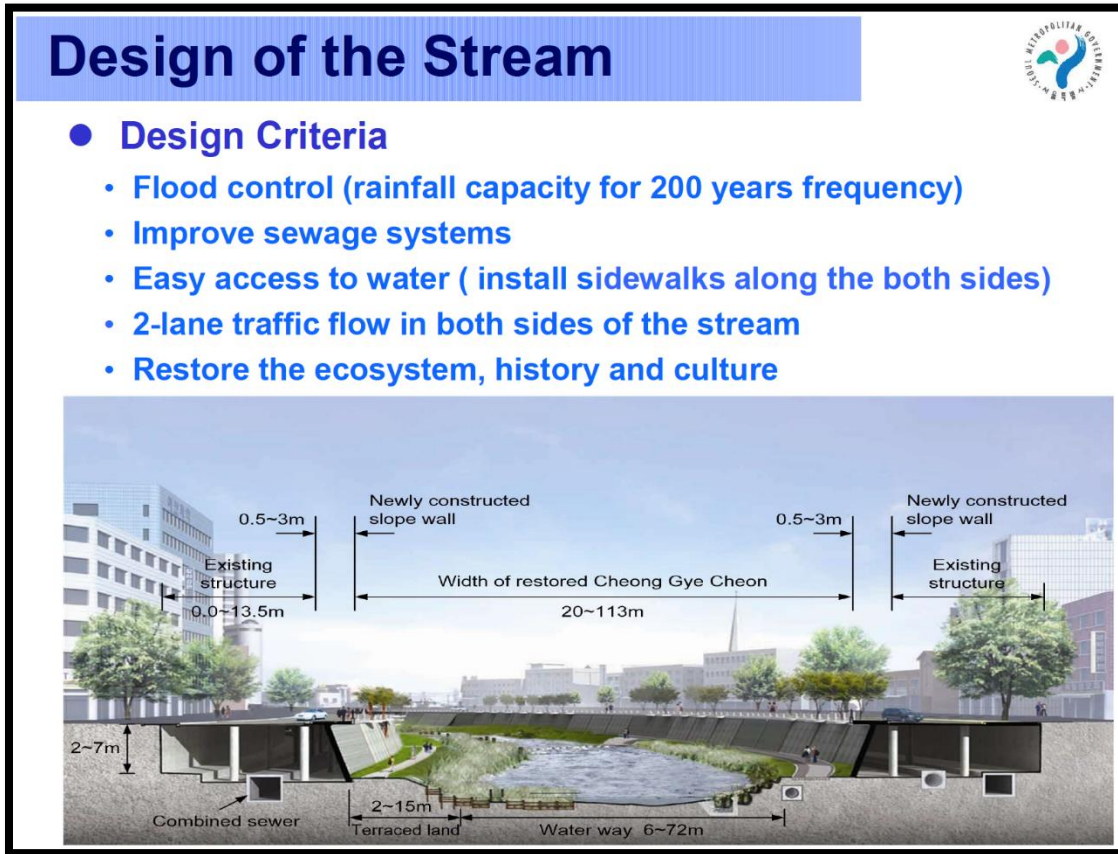 Design of the Stream
SEOUL METROPOLITAN GOVERNMENT
Design Criteria
Flood control (rainfall capacity for 200 years frequency)
Improve sewage systems
Easy access to water ( install sidewalks along the both sides)
2-lane traffic flow in both sides of the stream
Restore the ecosystem, history and culture
Newly constructed
slope wall
Newly constructed
slope wall
0.5~3m
0.5~3m
Existing
structure
0.0~13.5m
Width of restored Cheong Gye Cheon
20~113m
Existing
structure
2~7m
Combined sewer
2~15m
Terraced land
Water way 6~72m